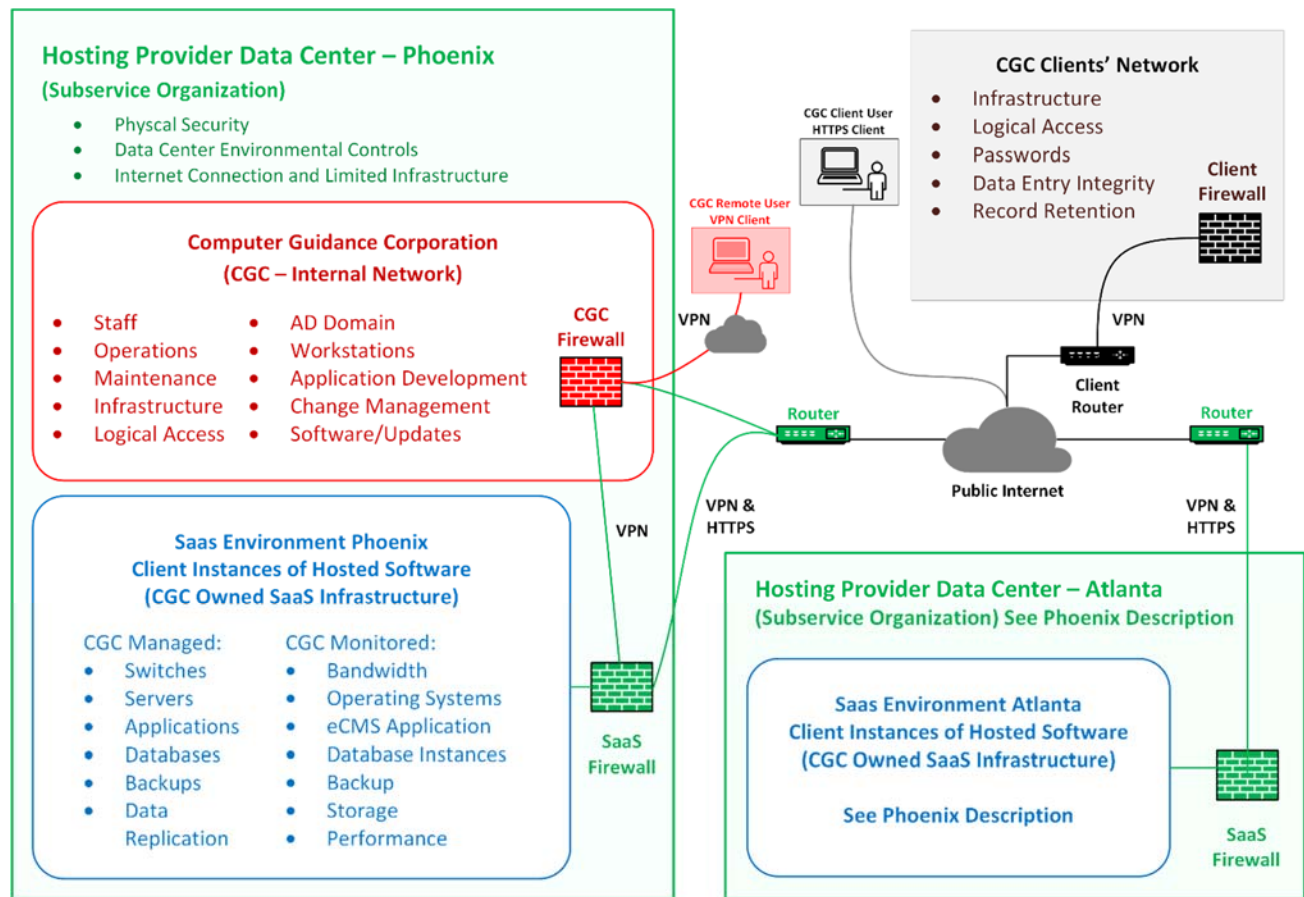 Hosting Provider Data Center – Phoenix
(Subservice Organization)
• Physcal Security
• Data Center Environmental Controls
• Internet Connection and Limited Infrastructure
Computer Guidance Corporation
(CGC – Internal Network)
• Staff
• Operations
• Maintenance
• Infrastructure
• Logical Access
• AD Domain
• Workstations
• Application Development
• Change Management
• Software/Updates
CGC
Firewall
VPN
Saas Environment Phoenix
Client Instances of Hosted Software
(CGC Owned SaaS Infrastructure)
CGC Managed:
• Switches
• Servers
• Applications
• Databases
• Backups
• Data
Replication
CGC Monitored:
• Bandwidth
• Operating Systems
• eCMS Application
• Database Instances
• Backup
• Storage
• Performance
SaaS
Firewall
CGC Remote User
VPN Client
VPN
CGC Client User
HTTPS Client
CGC Clients' Network
• Infrastructure
• Logical Access
• Passwords
• Data Entry Integrity
• Record Retention
Client
Firewall
VPN
Client
Router
Router
Public Internet
Router
VPN &
HTTPS
VPN &
HTTPS
Hosting Provider Data Center – Atlanta
(Subservice Organization) See Phoenix Description
Saas Environment Atlanta
Client Instances of Hosted Software
(CGC Owned SaaS Infrastructure)
See Phoenix Description
SaaS
Firewall